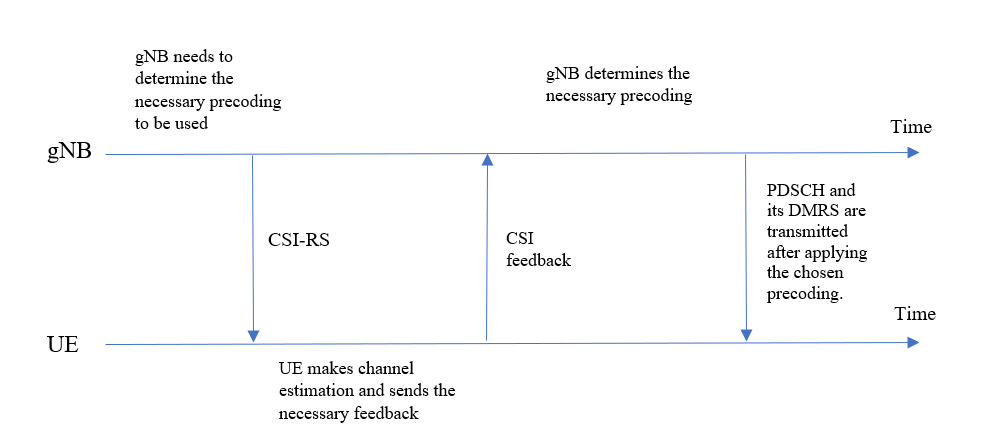 gNB needs to
determine the
necessary precoding
to be used
gNB determines the
necessary precoding
Time
gNB
CSI-RS
CSI
feedback
PDSCH and
its DMRS are
transmitted
after applying
the chosen
precoding.
Time
UE
UE makes channel
estimation and sends the
necessary feedback